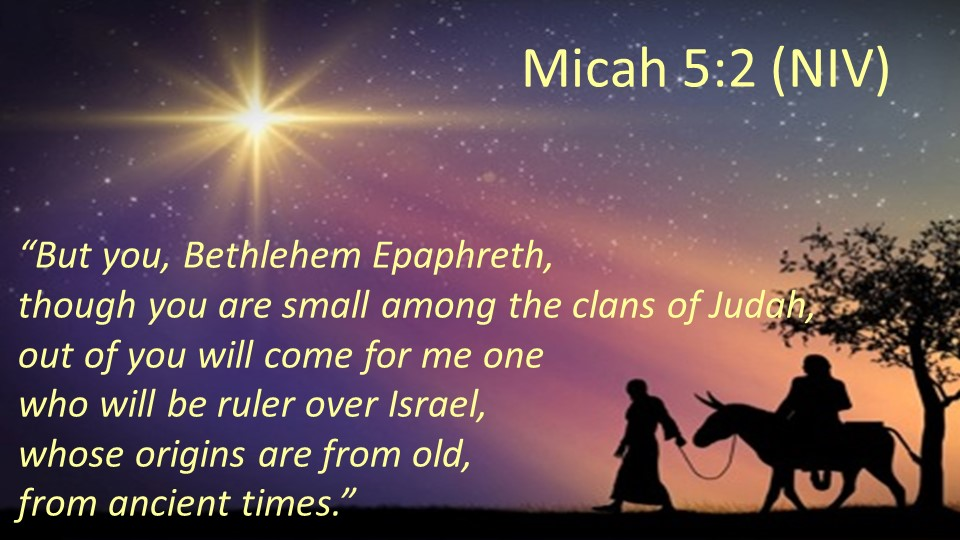 Micah 5:2 (NIV)
“But you, Bethlehem Epaphreth,
though you are small among the clans of Judah,
out of you will come for me one
who will be ruler over Israel,
whose origins are from old,
from ancient times.”